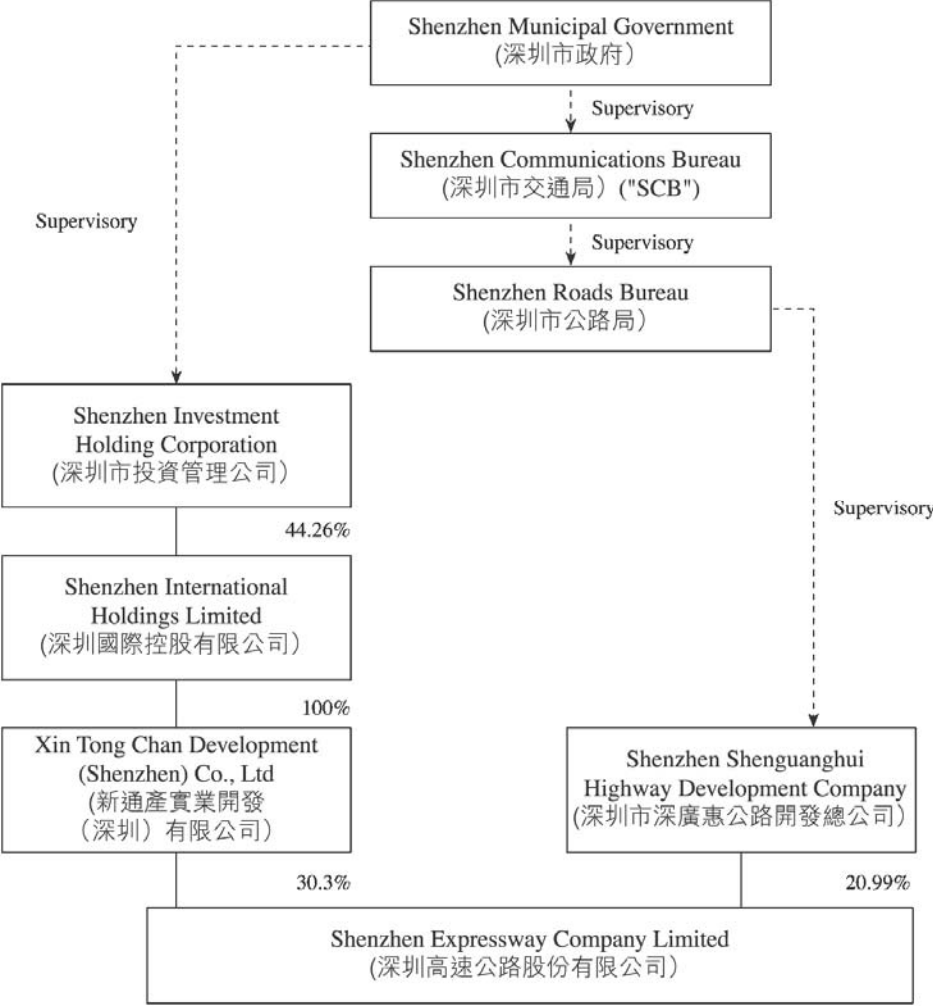 Shenzhen Municipal Government
(深圳市政府）
Supervisory
Shenzhen Communications Bureau
(深圳市交通局）("SCB")
Supervisory
Supervisory
Shenzhen Roads Bureau
(深圳市公路局）
Shenzhen Investment
Holding Corporation
(深圳市投資管理公司）
Supervisory
44.26%
Shenzhen International
Holdings Limited
(深圳國際控股有限公司）
100%
Xin Tong Chan Development
(Shenzhen) Co., Ltd
(新通產實業開發
（深圳）有限公司）
Shenzhen Shenguanghui
Highway Development Company
(深圳市深廣惠公路開發總公司）
30.3%
20.99%
Shenzhen Expressway Company Limited
(深圳高速公路股份有限公司）